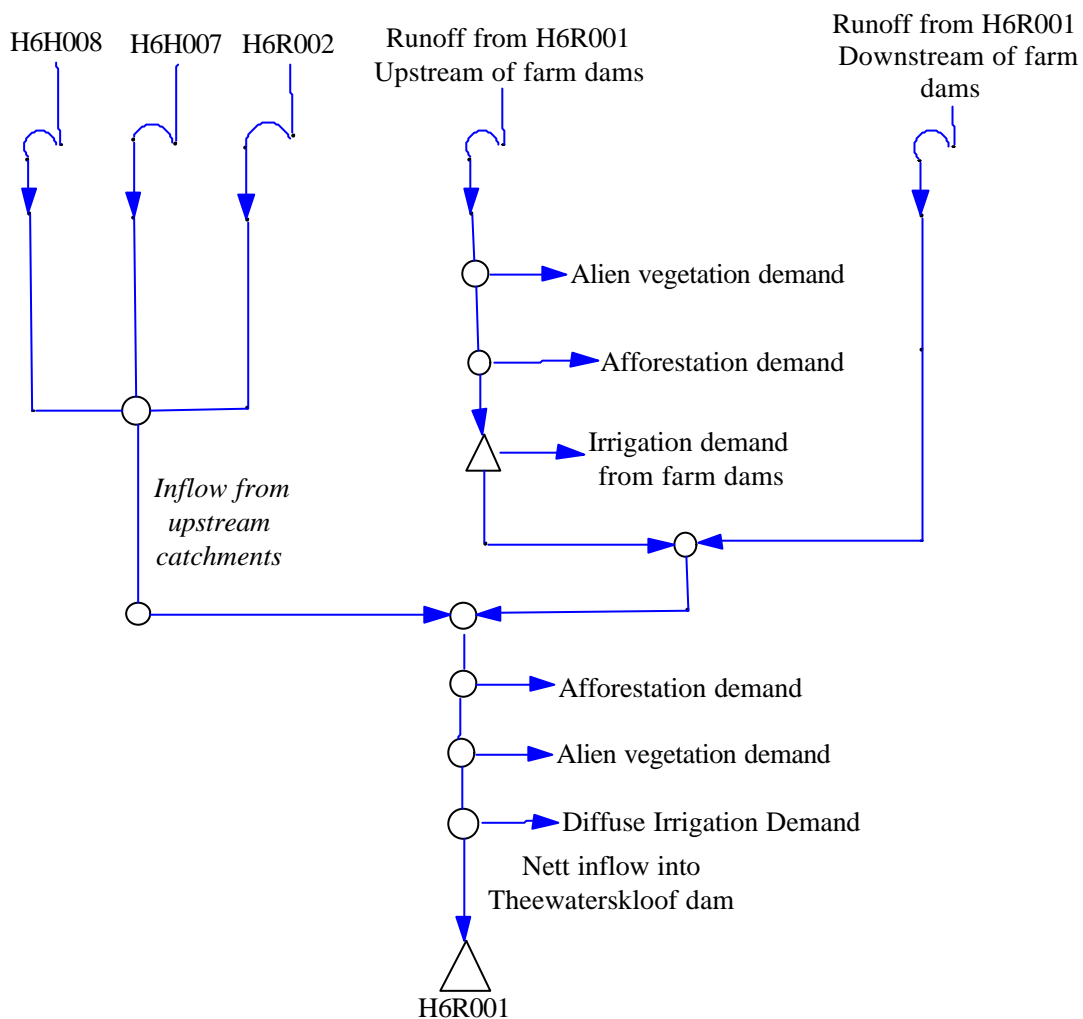 H6H008
H6H007
H6R002
Runoff from H6R001
Upstream of farm dams
Runoff from H6R001
Downstream of farm
dams
Alien vegetation demand
Afforestation demand
Irrigation demand
from farm dams
Inflow from
upstream
catchments
Afforestation demand
Alien vegetation demand
Diffuse Irrigation Demand
Nett inflow into
Theewaterskloof dam
H6R001